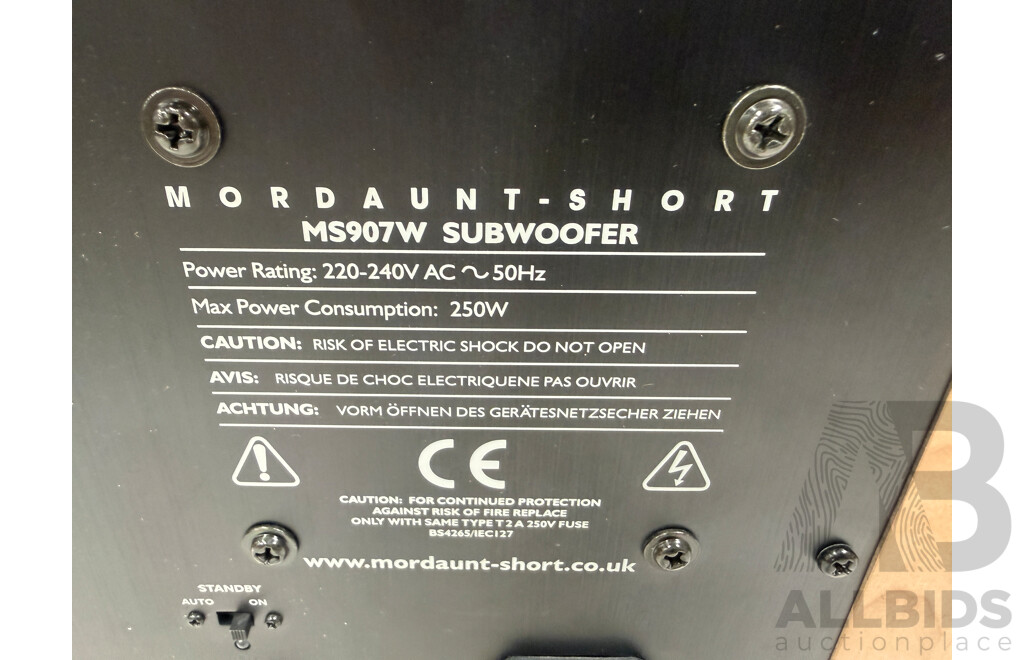 MORDAUNT-SHORT
MS907W SUBWOOFER
Power Rating: 220-240V AC ~ 50Hz
Max Power Consumption: 250W
CAUTION: RISK OF ELECTRIC SHOCK DO NOT OPEN
AVIS: RISQUE DE CHOC ELECTRIQUENE PAS OUVRIR
ACHTUNG: VORM ÖFFNEN DES GERÄTESNETZSECHER ZIEHEN
CE
CAUTION: FOR CONTINUED PROTECTION
AGAINST RISK OF FIRE REPLACE
ONLY WITH SAME TYPE T 2 A 250V FUSE
BS4265/IEC127
www.mordaunt-short.co.uk
STANDBY
AUTO ON
AB
ALLBIDS
auctionplace